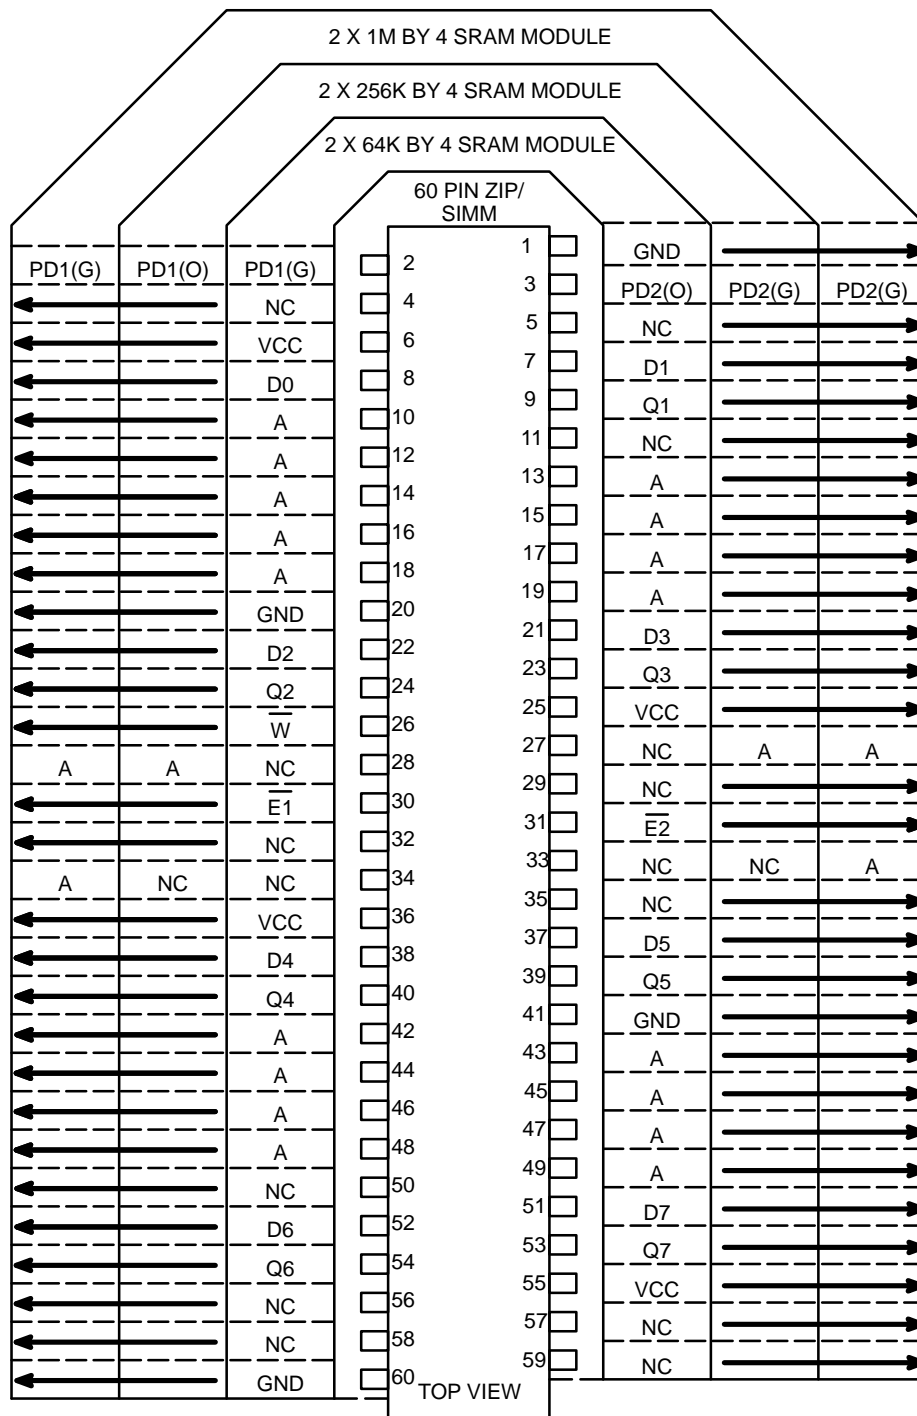 2 X 1M BY 4 SRAM MODULE
2 X 256K BY 4 SRAM MODULE
2 X 64K BY 4 SRAM MODULE
60 PIN ZIP/
SIMM
1 GND
PD1(G) PD1(O) PD1(G) 2
3 PD2(O) PD2(G) PD2(G)
NC 4
5 NC
VCC 6
7 D1
D0 8
9 Q1
A 10
11 NC
A 12
13 A
A 14
15 A
A 16
17 A
A 18
19 A
GND 20
21 D3
D2 22
23 Q3
Q2 24
25 VCC
W̅ 26
27 NC A A
A A NC 28
29 NC
E̅1̅ 30
31 E̅2̅
NC 32
33 NC NC A
A NC NC 34
35 NC
VCC 36
37 D5
D4 38
39 Q5
Q4 40
41 GND
A 42
43 A
A 44
45 A
A 46
47 A
A 48
49 A
NC 50
51 D7
D6 52
53 Q7
Q6 54
55 VCC
NC 56
57 NC
NC 58
59 NC
GND 60
TOP VIEW